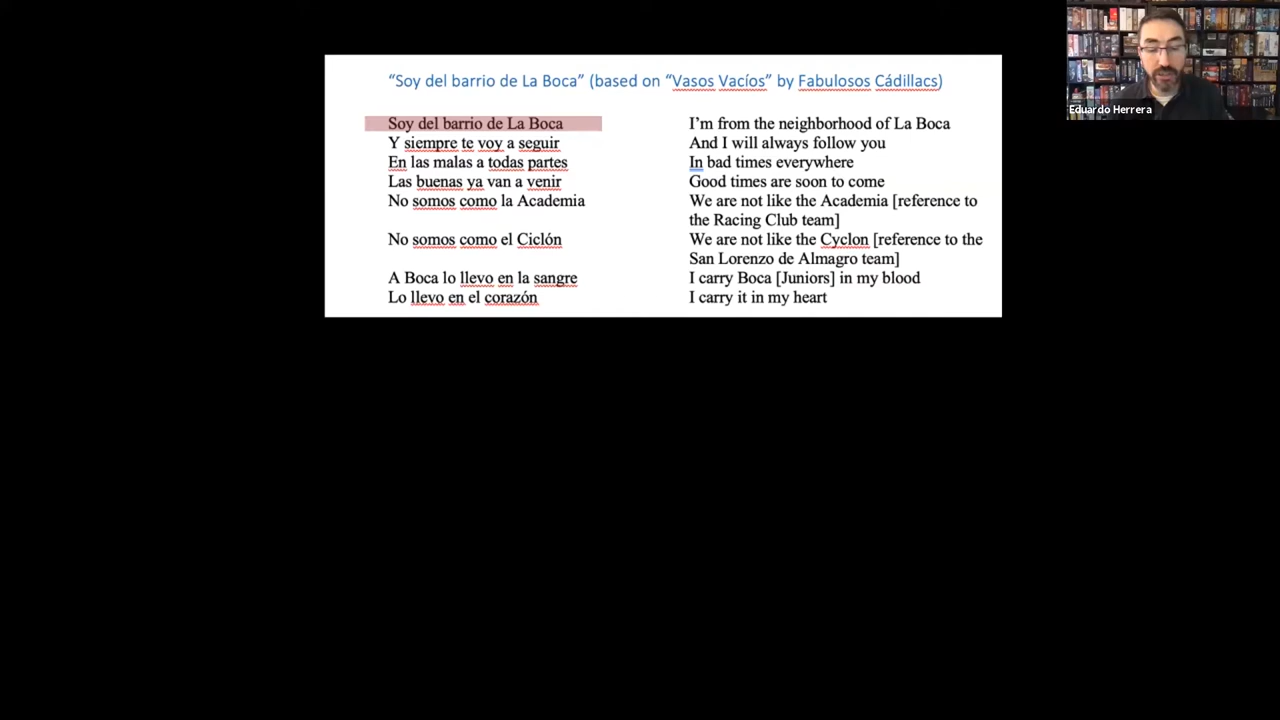 “Soy del barrio de La Boca” (based on “Vasos Vacíos” by Fabulosos Cádillacs)
Soy del barrio de La Boca
Y siempre te voy a seguir
En las malas a todas partes
Las buenas ya van a venir
No somos como la Academia
No somos como el Ciclón
A Boca lo llevo en la sangre
Lo llevo en el corazón
I’m from the neighborhood of La Boca
And I will always follow you
In bad times everywhere
Good times are soon to come
We are not like the Academia [reference to
the Racing Club team]
We are not like the Cyclon [reference to the
San Lorenzo de Almagro team]
I carry Boca [Juniors] in my blood
I carry it in my heart
Eduardo Herrera